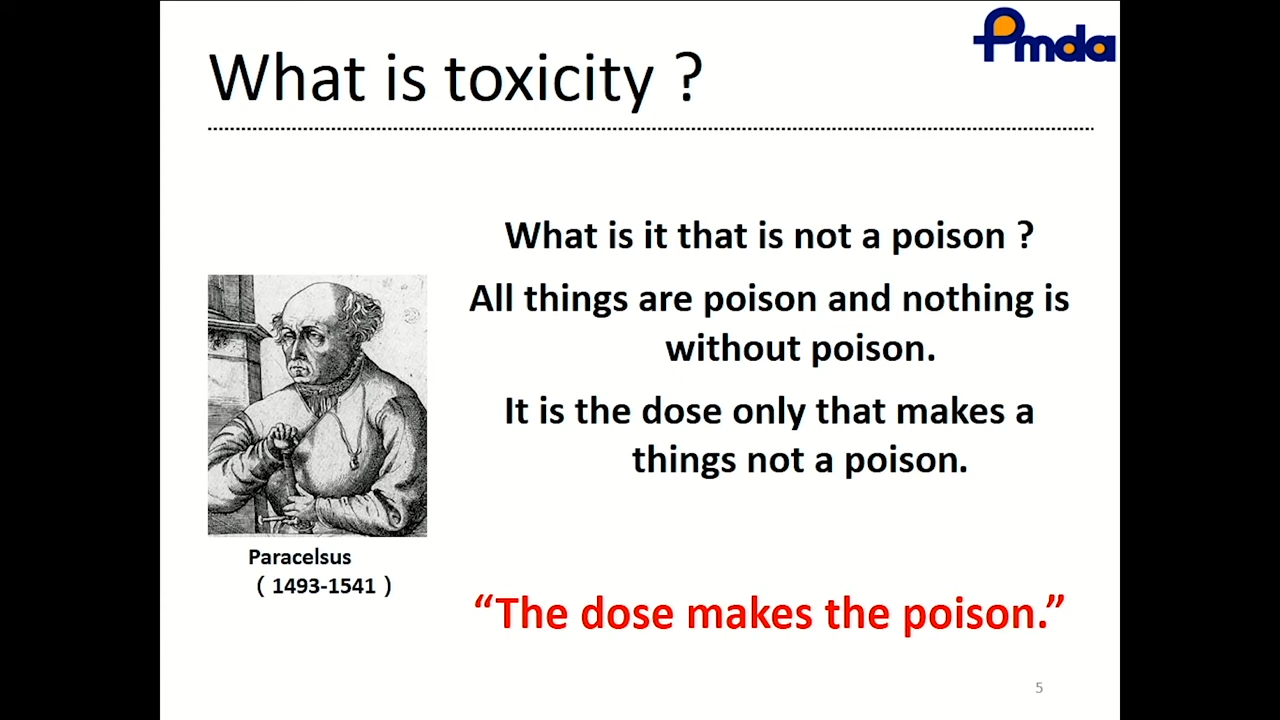 Pmda
What is toxicity ?
What is it that is not a poison ?
All things are poison and nothing is
without poison.
It is the dose only that makes a
things not a poison.
Paracelsus
( 1493-1541 )
“The dose makes the poison.”
5